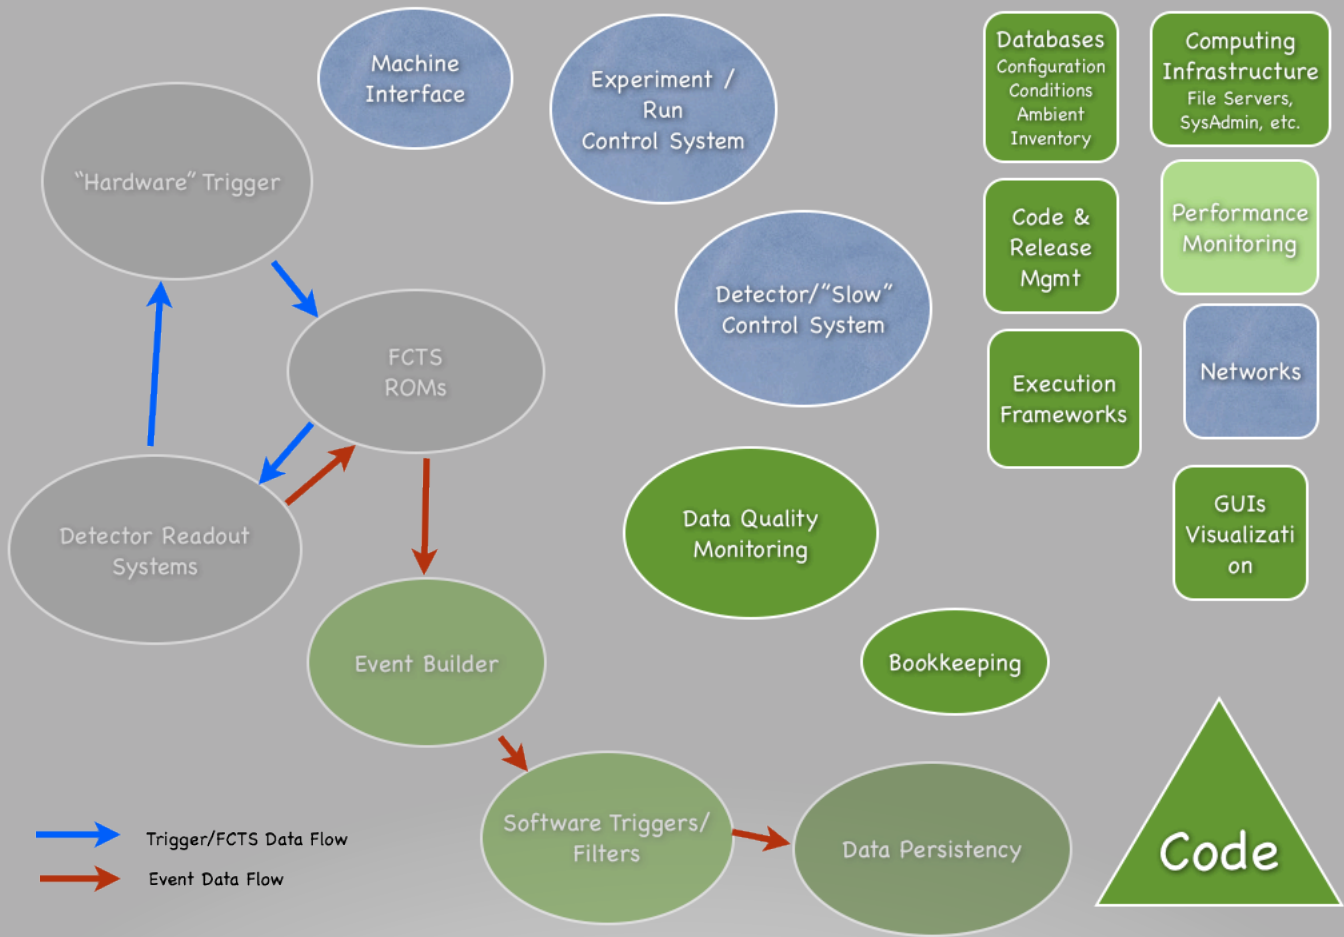 Machine
Interface
Experiment /
Run
Control System
Databases
Configuration
Conditions
Ambient
Inventory
Computing
Infrastructure
File Servers,
SysAdmin, etc.
“Hardware” Trigger
Code &
Release
Mgmt
Performance
Monitoring
Detector/“Slow”
Control System
FCTS
ROMs
Execution
Frameworks
Networks
Detector Readout
Systems
Data Quality
Monitoring
GUIs
Visualizati
on
Event Builder
Bookkeeping
Software Triggers/
Filters
Data Persistency
Code
Trigger/FCTS Data Flow
Event Data Flow